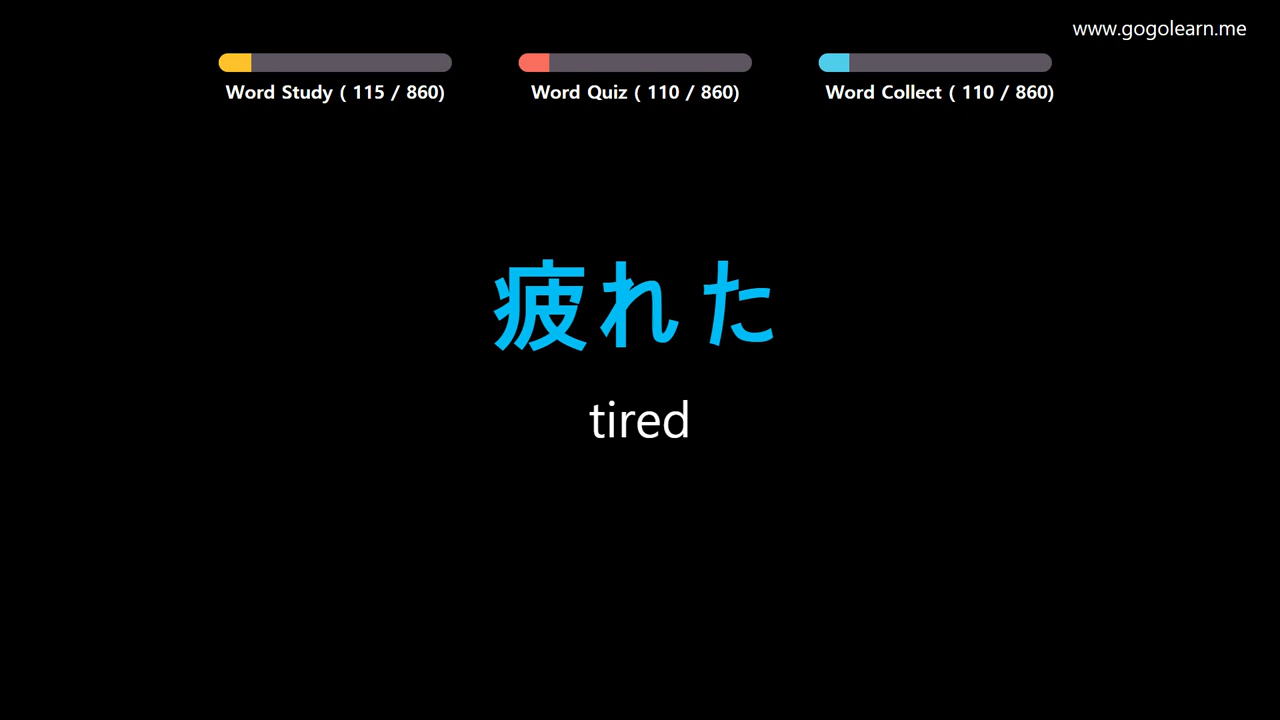 www.gogolearn.me
Word Study ( 115 / 860)
Word Quiz ( 110 / 860)
Word Collect ( 110 / 860)
疲れた
tired